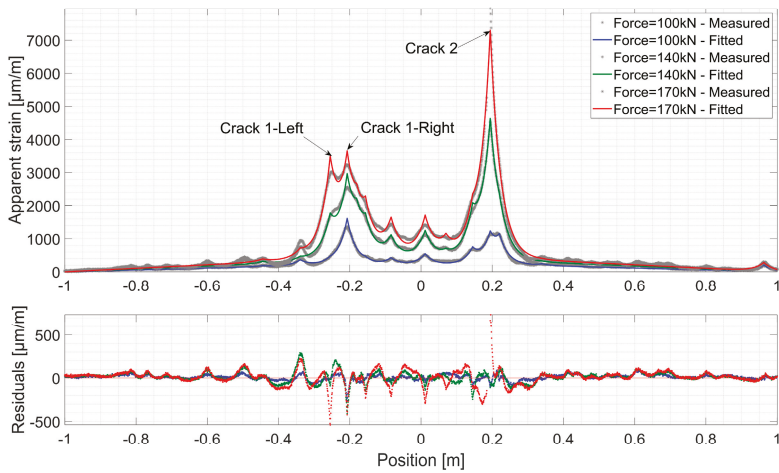 Apparent strain [μm/m]
7000
6000
5000
4000
3000
2000
1000
0
Crack 2
Crack 1-Left
Crack 1-Right
Force=100kN - Measured
Force=100kN - Fitted
Force=140kN - Measured
Force=140kN - Fitted
Force=170kN - Measured
Force=170kN - Fitted
-1 -0.8 -0.6 -0.4 -0.2 0 0.2 0.4 0.6 0.8 1
Residuals [μm/m]
500
0
-500
-1 -0.8 -0.6 -0.4 -0.2 0 0.2 0.4 0.6 0.8 1
Position [m]